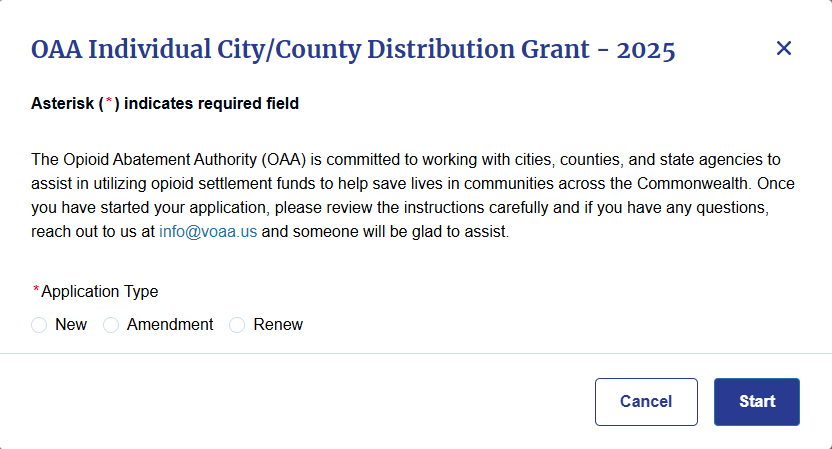 OAA Individual City/County Distribution Grant - 2025
Asterisk (*) indicates required field
The Opioid Abatement Authority (OAA) is committed to working with cities, counties, and state agencies to
assist in utilizing opioid settlement funds to help save lives in communities across the Commonwealth. Once
you have started your application, please review the instructions carefully and if you have any questions,
reach out to us at info@voaa.us and someone will be glad to assist.
*Application Type
New Amendment Renew
Cancel Start